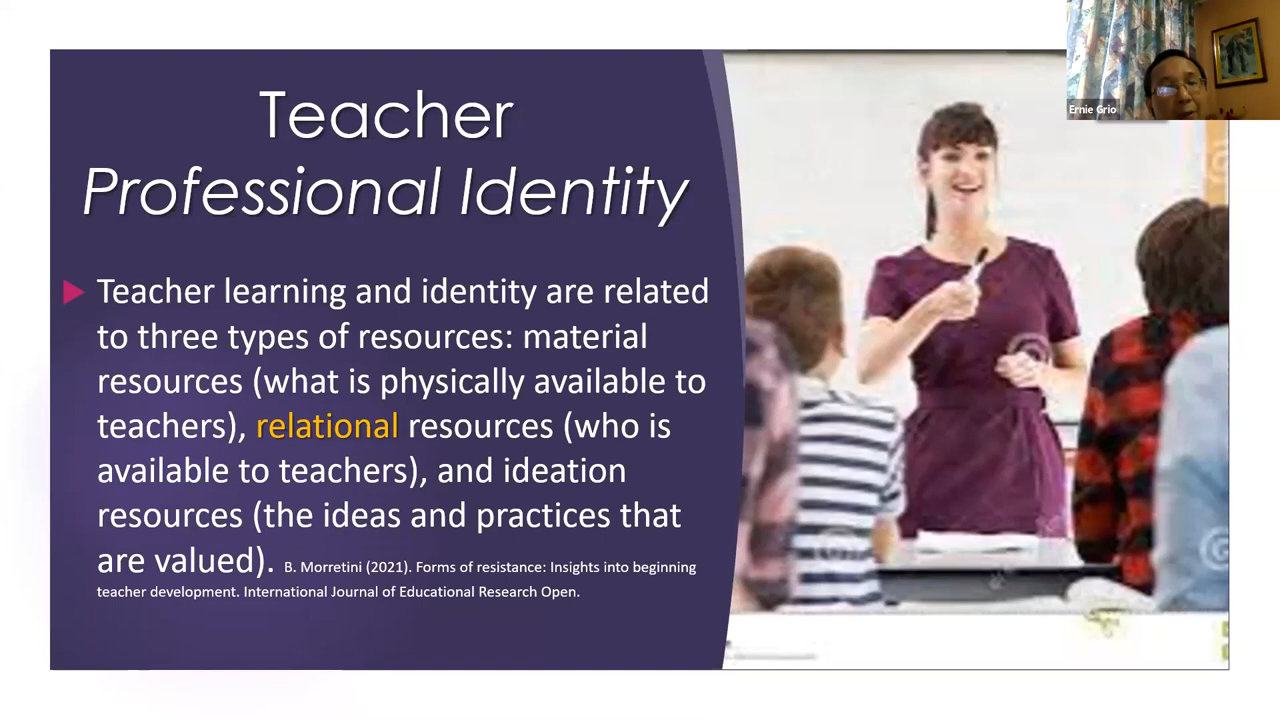 Ernie Grio
Teacher
Professional Identity
Teacher learning and identity are related
to three types of resources: material
resources (what is physically available to
teachers), relational resources (who is
available to teachers), and ideation
resources (the ideas and practices that
are valued). B. Morretini (2021). Forms of resistance: Insights into beginning
teacher development. International Journal of Educational Research Open.